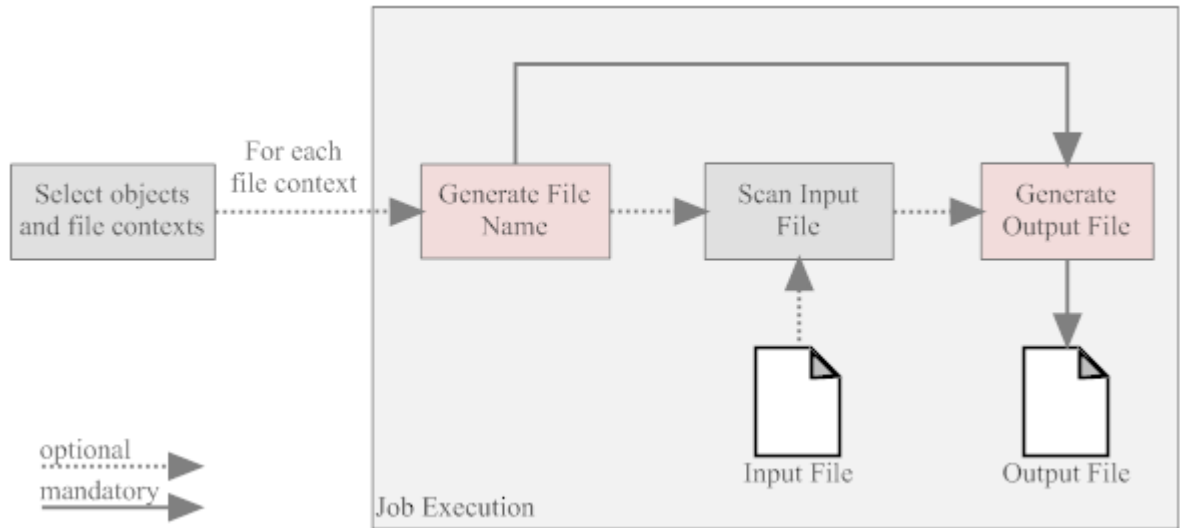 For each
file context
Select objects
and file contexts
Generate File
Name
Scan Input
File
Generate
Output File
optional
mandatory
Input File
Output File
Job Execution